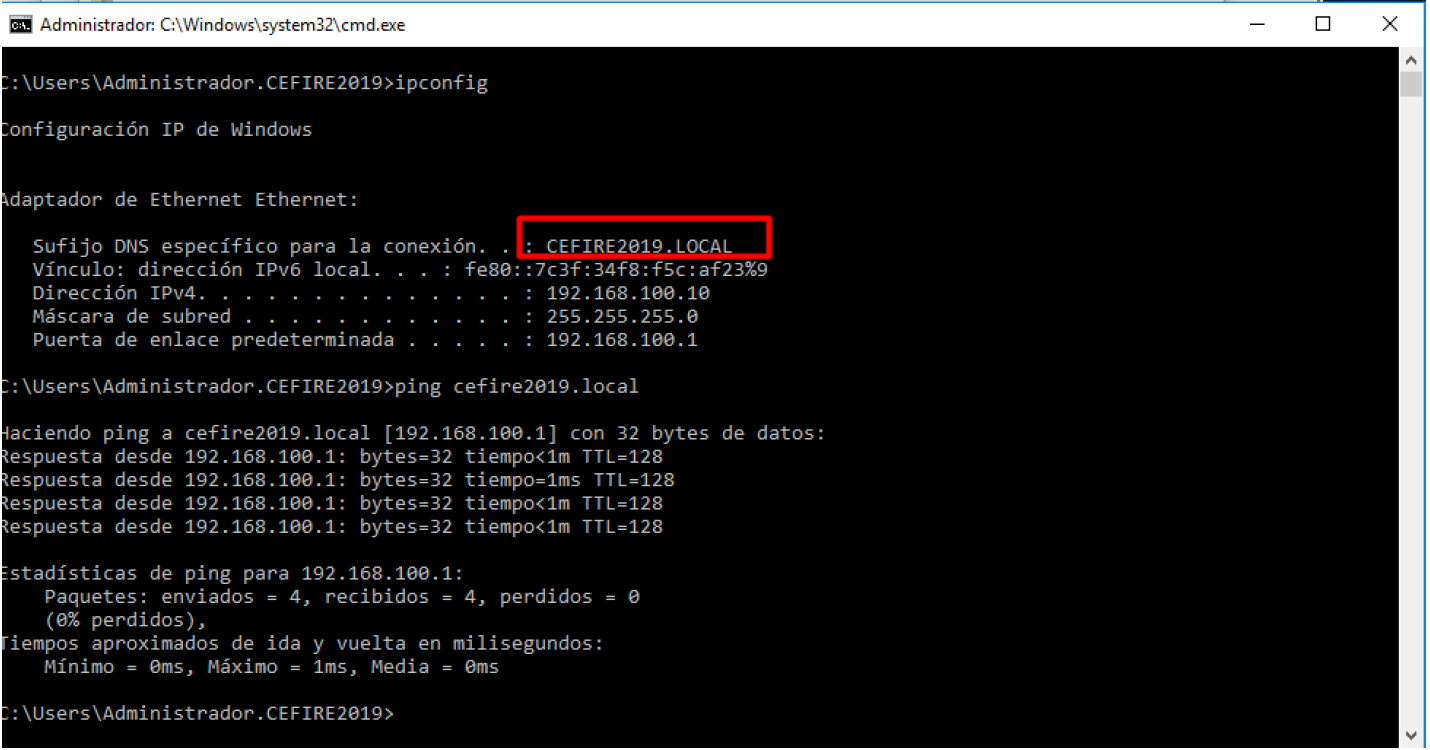 Administrador: C:\Windows\system32\cmd.exe
C:\Users\Administrador.CEFIRE2019>ipconfig
Configuración IP de Windows
Adaptador de Ethernet Ethernet:
Sufijo DNS específico para la conexión. . : CEFIRE2019.LOCAL
Vínculo: dirección IPv6 local. . . : fe80::7c3f:34f8:f5c:af23%9
Dirección IPv4. . . . . . . . . . . . . . : 192.168.100.10
Máscara de subred . . . . . . . . . . . . : 255.255.255.0
Puerta de enlace predeterminada . . . . . : 192.168.100.1
C:\Users\Administrador.CEFIRE2019>ping cefire2019.local
Haciendo ping a cefire2019.local [192.168.100.1] con 32 bytes de datos:
Respuesta desde 192.168.100.1: bytes=32 tiempo<1m TTL=128
Respuesta desde 192.168.100.1: bytes=32 tiempo=1ms TTL=128
Respuesta desde 192.168.100.1: bytes=32 tiempo<1m TTL=128
Respuesta desde 192.168.100.1: bytes=32 tiempo<1m TTL=128
Estadísticas de ping para 192.168.100.1:
Paquetes: enviados = 4, recibidos = 4, perdidos = 0
(0% perdidos),
Tiempos aproximados de ida y vuelta en milisegundos:
Mínimo = 0ms, Máximo = 1ms, Media = 0ms
C:\Users\Administrador.CEFIRE2019>